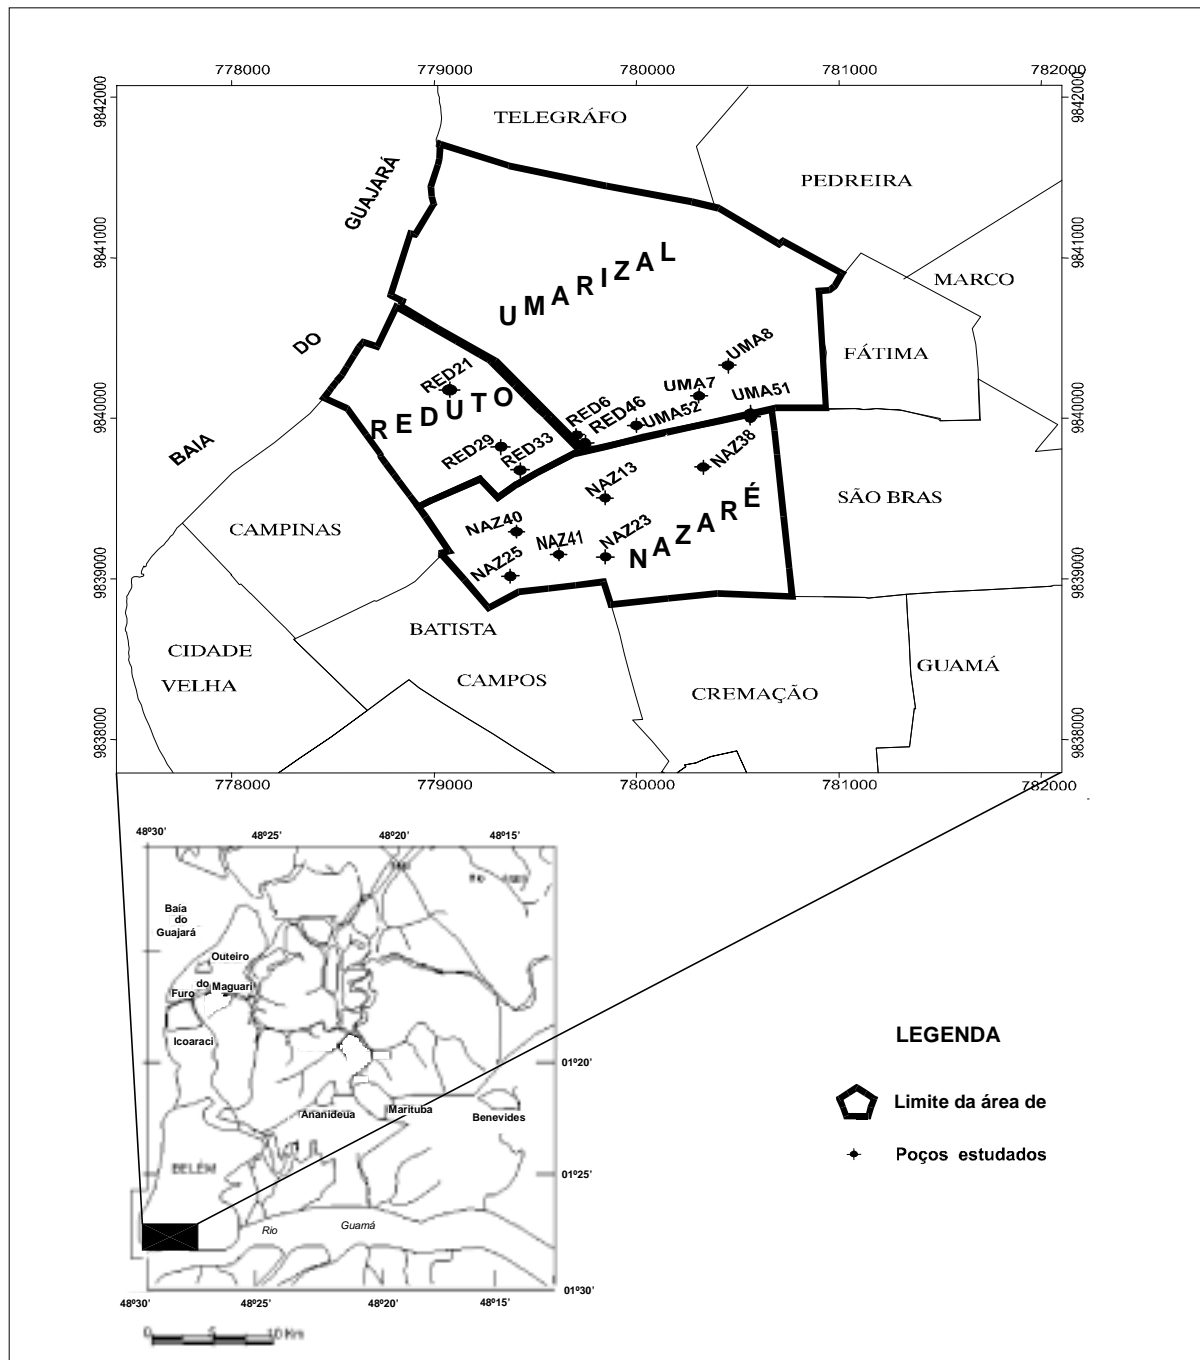 778000 779000 780000 781000 782000
9842000 9842000
TELEGRÁFO
GUAJARÁ
PEDREIRA
9841000 9841000
UMARIZAL
MARCO
DO
UMA8
FÁTIMA
RED21
UMA7
UMA51
REDUTO
RED6
RED46
UMA52
9840000 9840000
BAIA
RED29
RED33
NAZ38
NAZ13
NAZARÉ
SÃO BRAS
CAMPINAS
NAZ40
NAZ41
NAZ23
NAZ25
9839000 9839000
BATISTA
CAMPOS
CIDADE
VELHA
CREMAÇÃO
GUAMÁ
9838000 9838000
778000 779000 780000 781000 782000
48º30' 48º25' 48º20' 48º15'
Baía
do
Guajará
Outeiro
Furo do Maguari
Icoaraci
01º20'
Ananideua
Marituba
Benevides
BELÉM
01º25'
Rio Guamá
01º30'
48º30' 48º25' 48º20' 48º15'
0 5 10 Km
LEGENDA
Limite da área de
Poços estudados